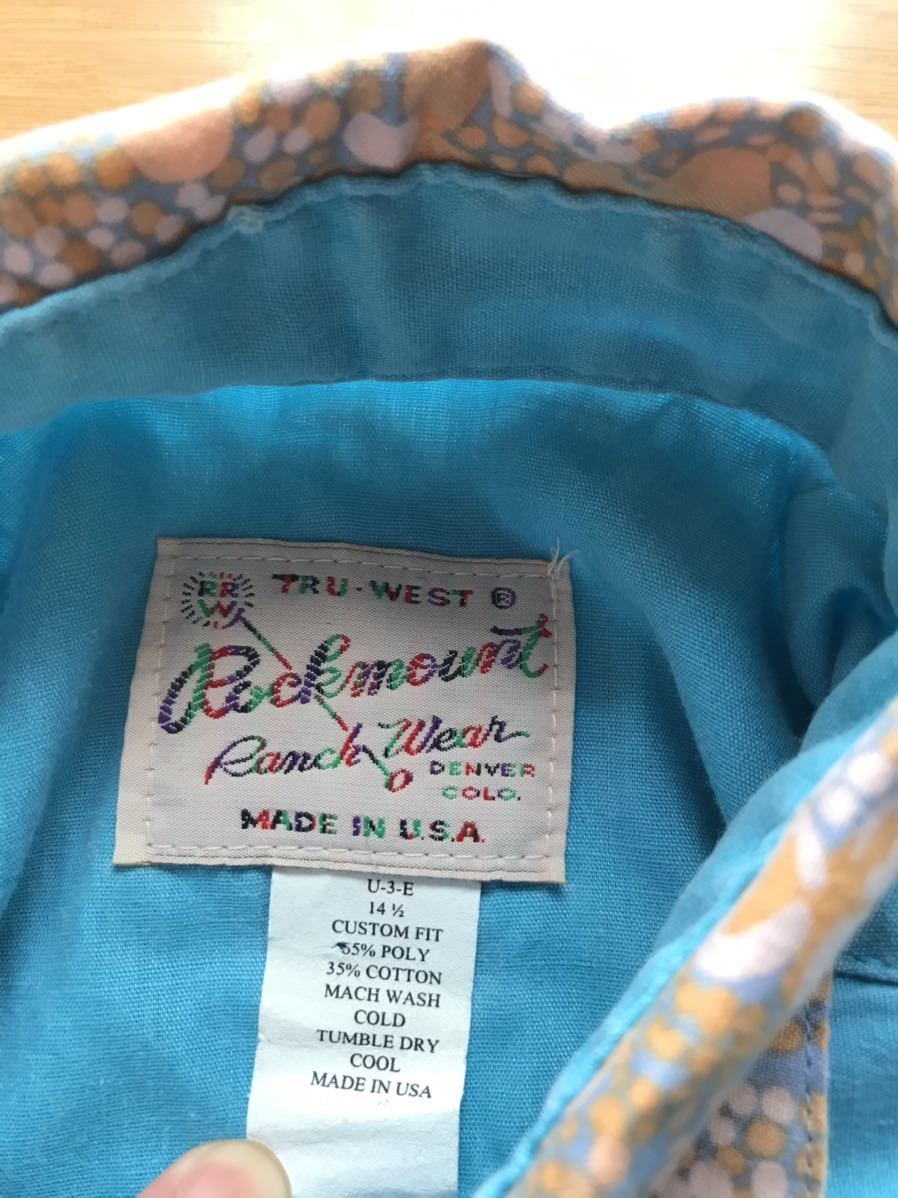 RR
W
TRU-WEST ®
Rockmount
Ranch Wear
DENVER
COLO.
MADE IN U.S.A.
U-3-E
14 ½
CUSTOM FIT
65% POLY
35% COTTON
MACH WASH
COLD
TUMBLE DRY
COOL
MADE IN USA